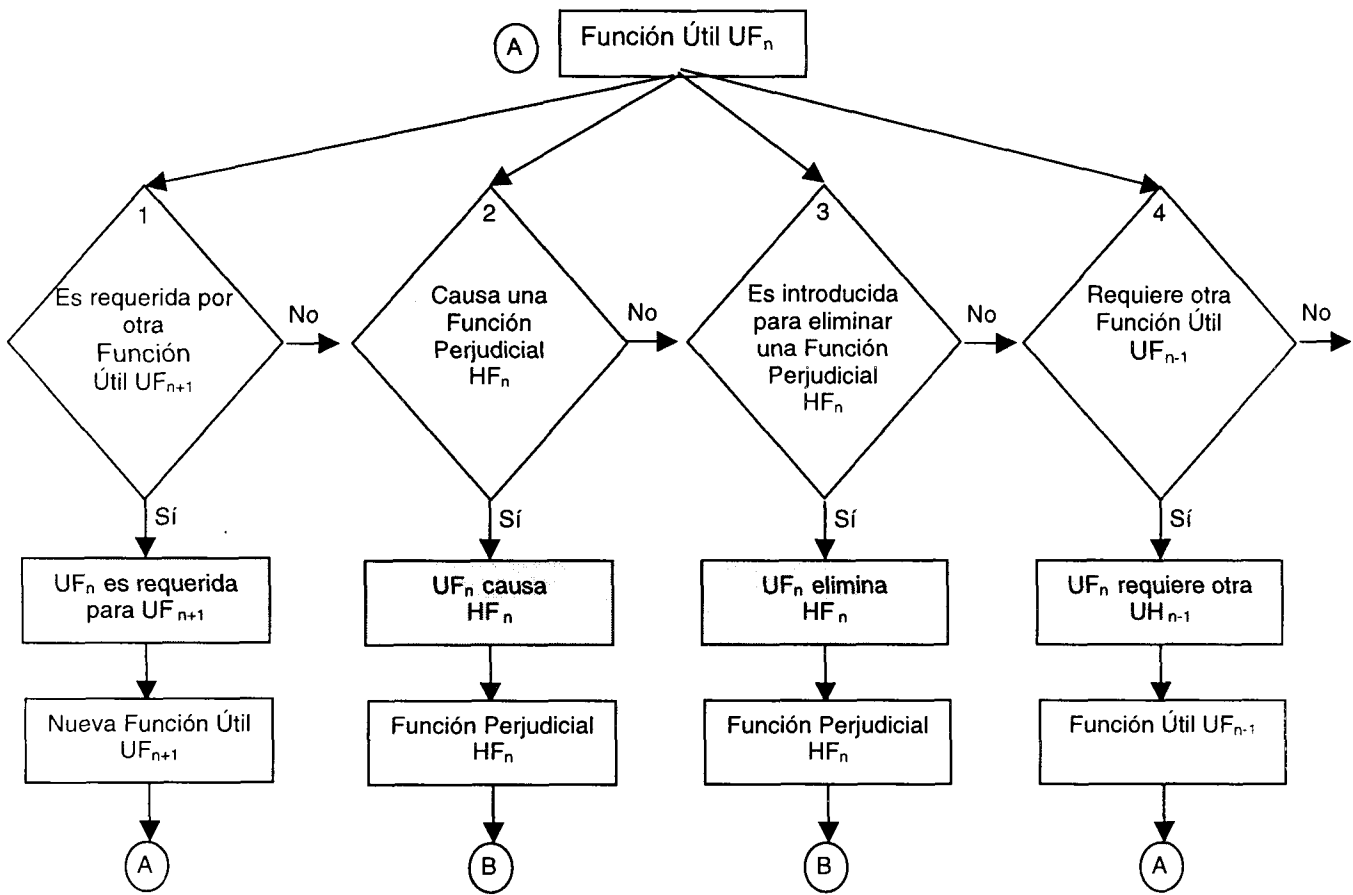 A
Función Útil UFn
1
Es requerida por
otra
Función
Útil UFn+1
No
2
Causa una
Función
Perjudicial
HFn
No
3
Es introducida
para eliminar
una Función
Perjudicial
HFn
No
4
Requiere otra
Función Útil
UFn-1
No
Sí
Sí
Sí
Sí
UFn es requerida
para UFn+1
UFn causa
HFn
UFn elimina
HFn
UFn requiere otra
UHn-1
Nueva Función Útil
UFn+1
Función Perjudicial
HFn
Función Perjudicial
HFn
Función Útil UFn-1
A
B
B
A